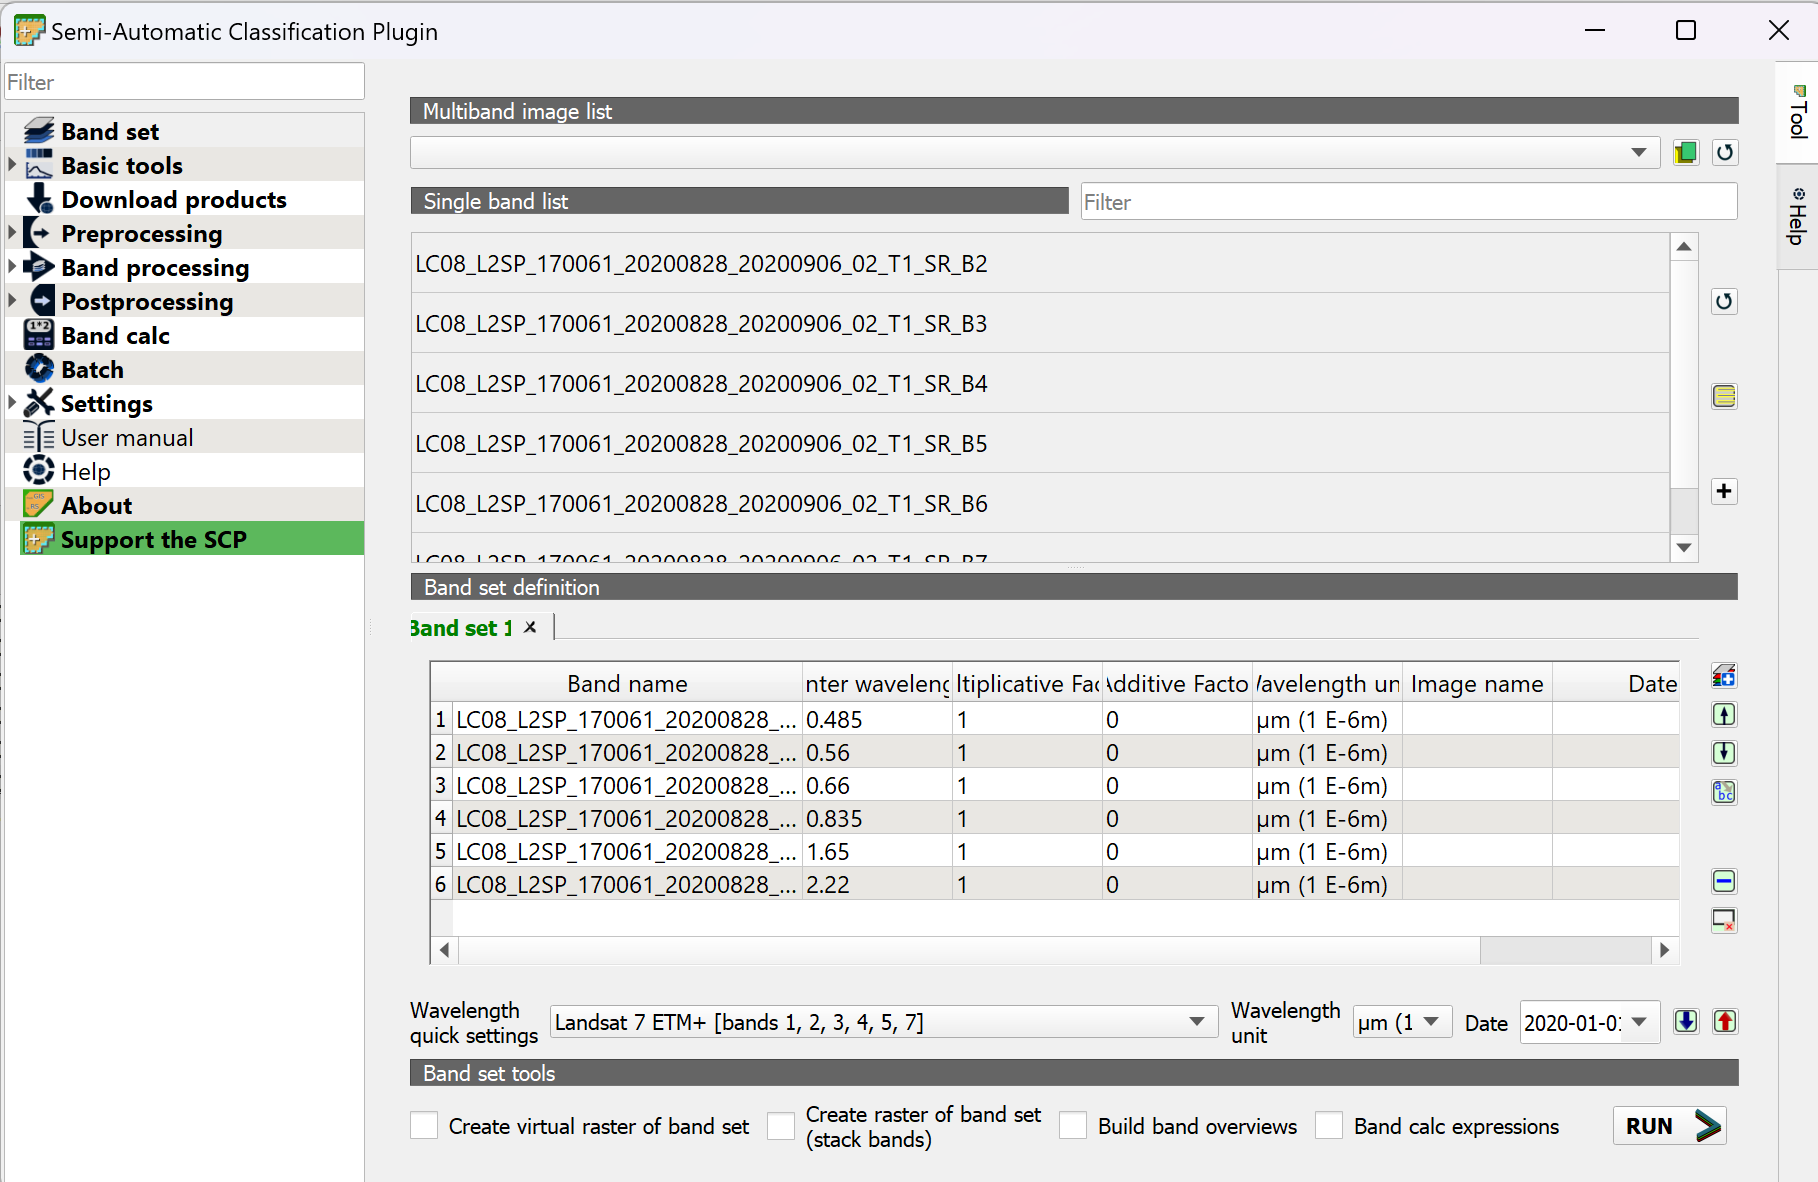 Semi-Automatic Classification Plugin
Filter
Band set
Basic tools
Download products
Preprocessing
Band processing
Postprocessing
Band calc
Batch
Settings
User manual
Help
About
Support the SCP
Multiband image list
Single band list
Filter
LC08_L2SP_170061_20200828_20200906_02_T1_SR_B2
LC08_L2SP_170061_20200828_20200906_02_T1_SR_B3
LC08_L2SP_170061_20200828_20200906_02_T1_SR_B4
LC08_L2SP_170061_20200828_20200906_02_T1_SR_B5
LC08_L2SP_170061_20200828_20200906_02_T1_SR_B6
LC08_L2SP_170061_20200828_20200906_02_T1_SR_B7
Band set definition
Band set 1
Band name nter waveleng ltiplicative Fac Additive Facto Wavelength un Image name Date
1 LC08_L2SP_170061_20200828_... 0.485 1 0 µm (1 E-6m)
2 LC08_L2SP_170061_20200828_... 0.56 1 0 µm (1 E-6m)
3 LC08_L2SP_170061_20200828_... 0.66 1 0 µm (1 E-6m)
4 LC08_L2SP_170061_20200828_... 0.835 1 0 µm (1 E-6m)
5 LC08_L2SP_170061_20200828_... 1.65 1 0 µm (1 E-6m)
6 LC08_L2SP_170061_20200828_... 2.22 1 0 µm (1 E-6m)
Wavelength quick settings
Landsat 7 ETM+ [bands 1, 2, 3, 4, 5, 7]
Wavelength unit
µm (1
Date
2020-01-01
Band set tools
Create virtual raster of band set
Create raster of band set
(stack bands)
Build band overviews
Band calc expressions
RUN
Tool
Help